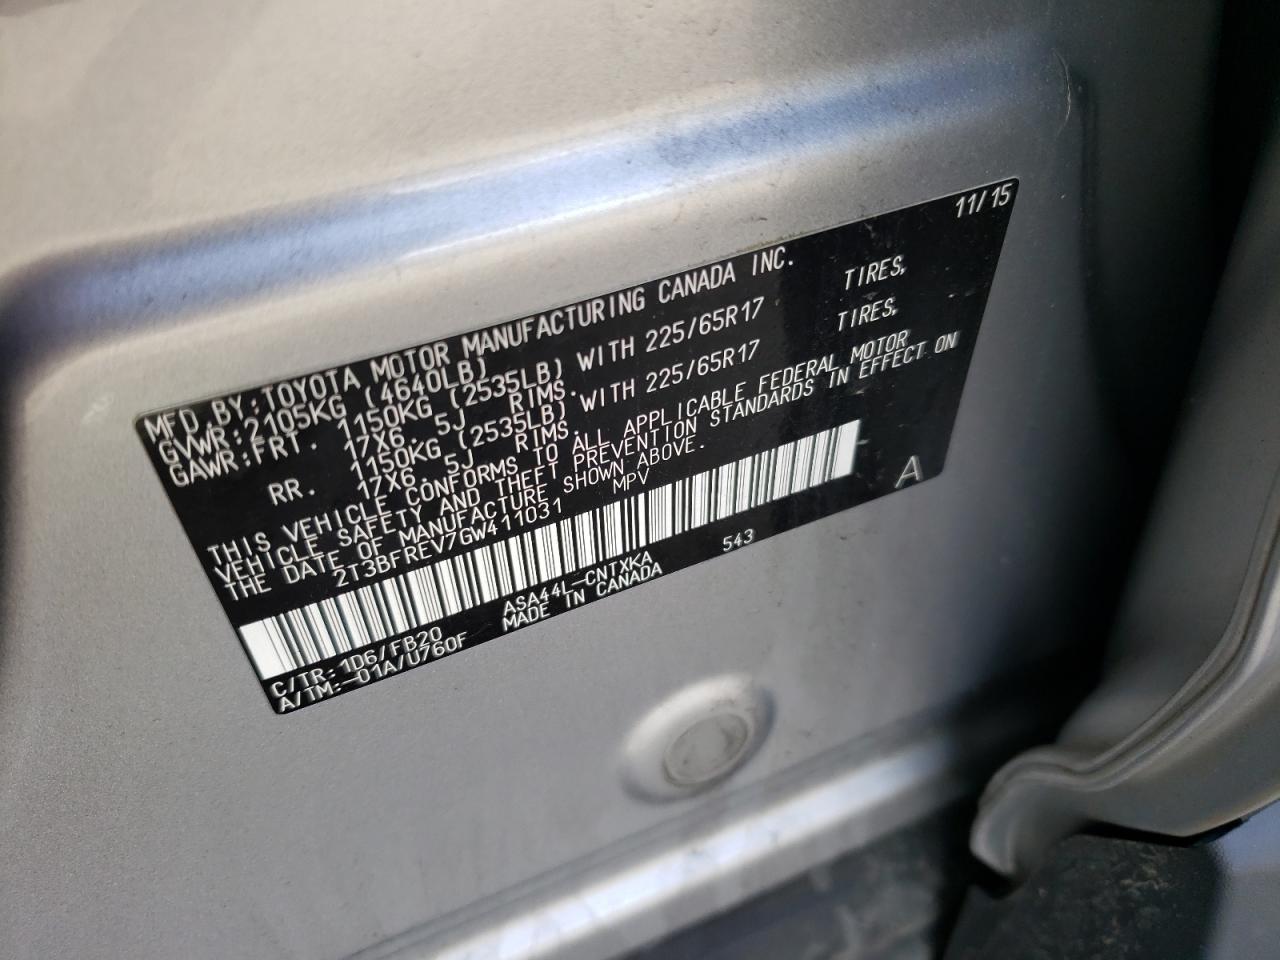 11/15
MFD. BY: TOYOTA MOTOR MANUFACTURING CANADA INC.
GVWR: 2105KG (4640LB)
GAWR: FRT. 1150KG (2535LB) WITH 225/65R17 TIRES,
17X6. 5J RIMS.
RR. 1150KG (2535LB) WITH 225/65R17 TIRES,
17X6. 5J RIMS.
THIS VEHICLE CONFORMS TO ALL APPLICABLE FEDERAL MOTOR
VEHICLE SAFETY AND THEFT PREVENTION STANDARDS IN EFFECT ON
THE DATE OF MANUFACTURE SHOWN ABOVE.
2T3BFREV7GW411031 MPV
A
C/TR: 1D6/FB20 ASA44L-CNTXKA 543
A/TM:-01A/U760F MADE IN CANADA